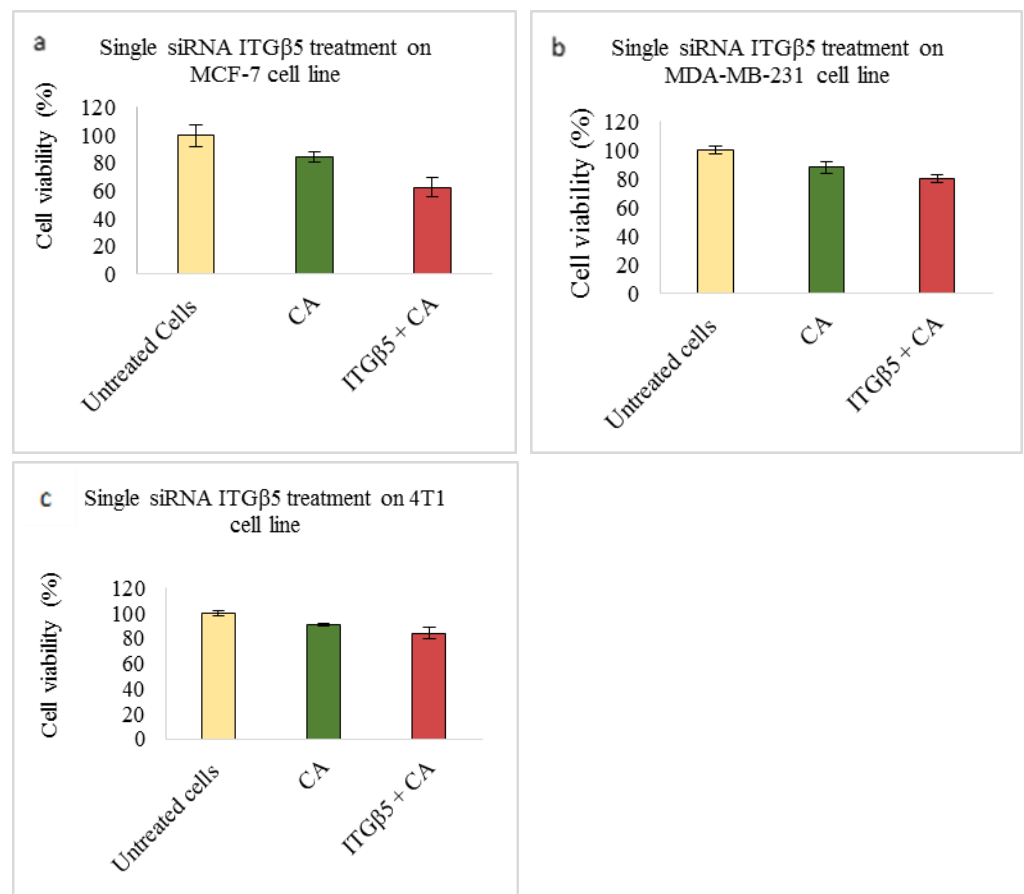 a
Single siRNA ITGβ5 treatment on
MCF-7 cell line
Cell viability (%)
120
100
80
60
40
20
0
Untreated Cells
CA
ITGβ5 + CA
b
Single siRNA ITGβ5 treatment on
MDA-MB-231 cell line
Cell viability (%)
120
100
80
60
40
20
0
Untreated cells
CA
ITGβ5 + CA
c
Single siRNA ITGβ5 treatment on 4T1
cell line
Cell viability (%)
120
100
80
60
40
20
0
Untreated cells
CA
ITGβ5 + CA